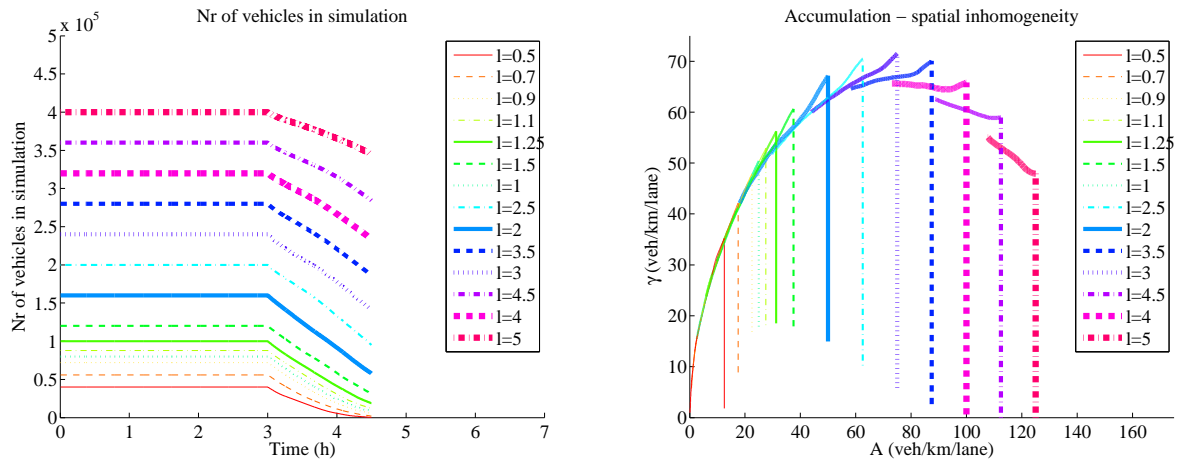 Nr of vehicles in simulation
x 10⁵
5
4.5
4
3.5
3
2.5
2
1.5
1
0.5
0
0 1 2 3 4 5 6 7
Time (h)
Nr of vehicles in simulation
l=0.5
l=0.7
l=0.9
l=1.1
l=1.25
l=1.5
l=1
l=2.5
l=2
l=3.5
l=3
l=4.5
l=4
l=5
Accumulation – spatial inhomogeneity
70
60
50
40
30
20
10
0
0 20 40 60 80 100 120 140 160
A (veh/km/lane)
γ (veh/km/lane)
l=0.5
l=0.7
l=0.9
l=1.1
l=1.25
l=1.5
l=1
l=2.5
l=2
l=3.5
l=3
l=4.5
l=4
l=5